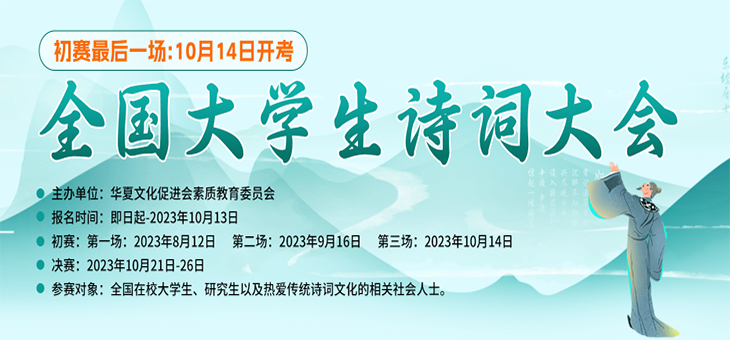 初赛最后一场:10月14日开考
全国大学生诗词大会
主办单位：华夏文化促进会素质教育委员会
报名时间：即日起-2023年10月13日
初赛：第一场：2023年8月12日 第二场：2023年9月16日 第三场：2023年10月14日
决赛：2023年10月21日-26日
参赛对象：全国在校大学生、研究生以及热爱传统诗词文化的相关社会人士。